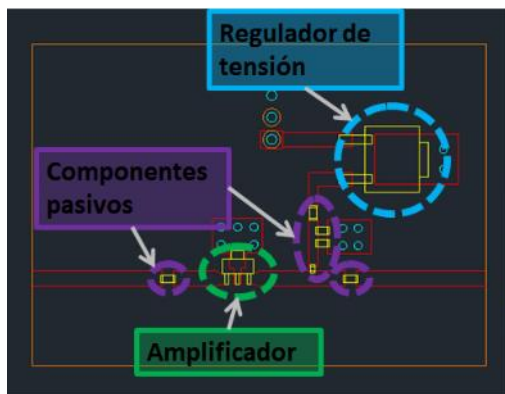 Regulador de
tensión
Componentes
pasivos
Amplificador